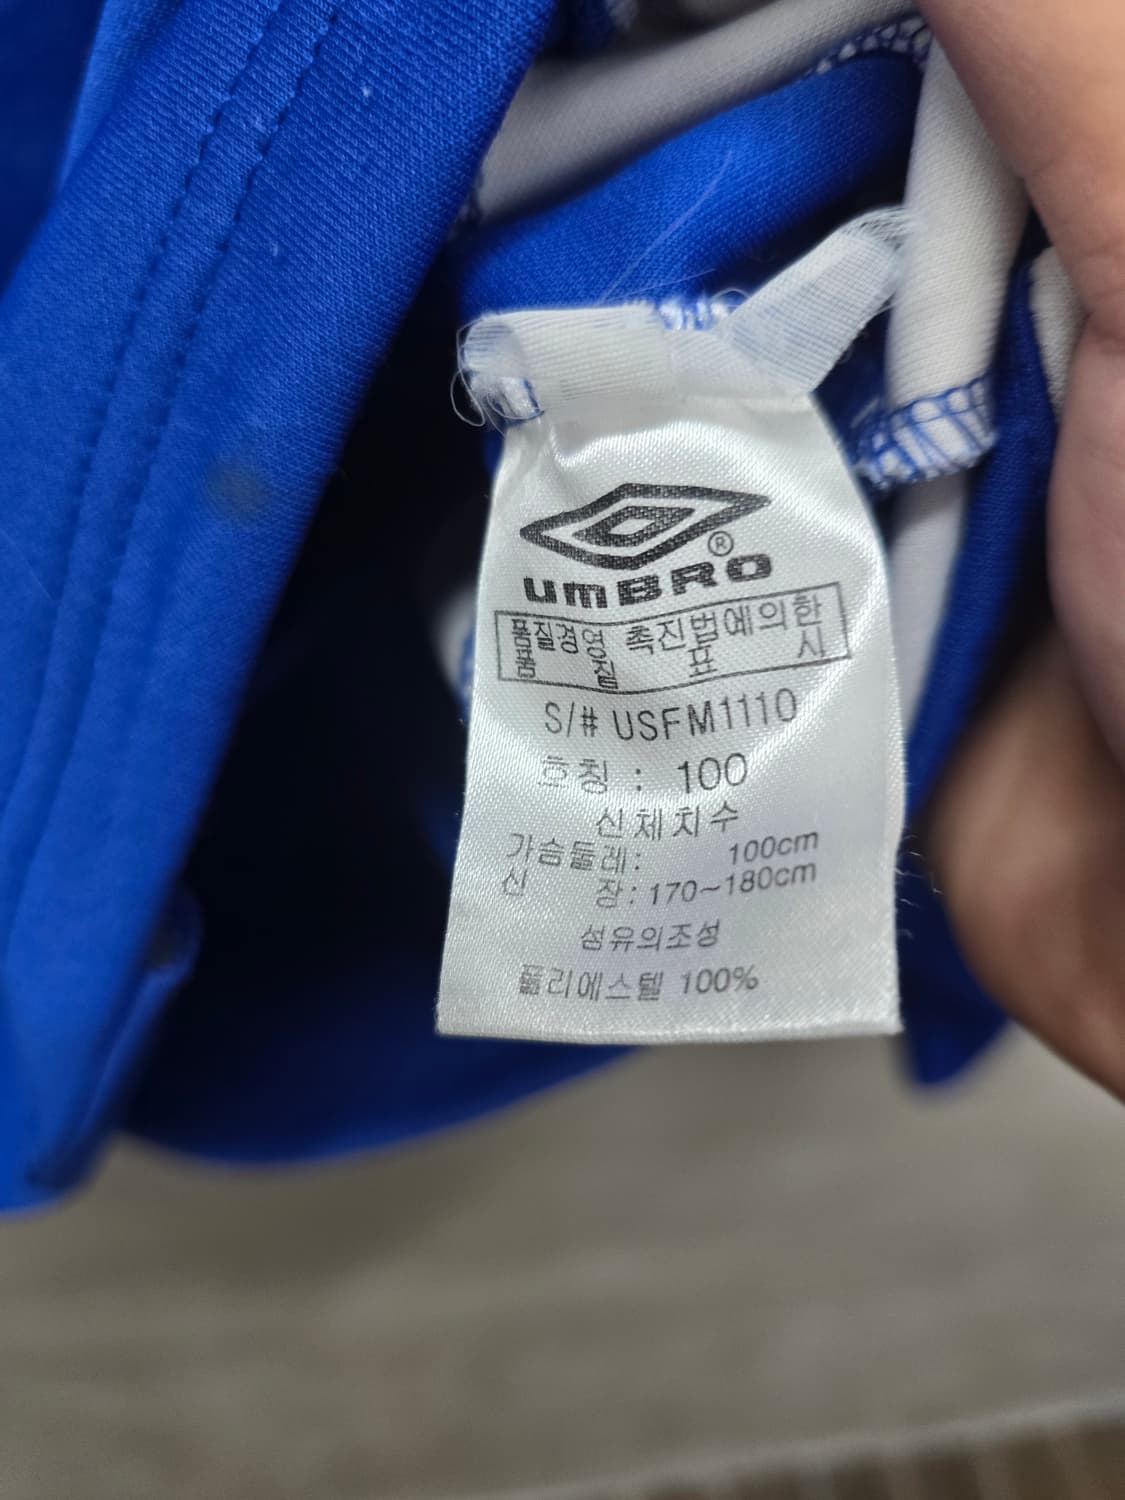 UMBRO®
품질경영 촉진법에의한
품 질 표 시
S/# USFM1110
호칭 : 100
신체치수
가슴둘레: 100cm
신 장: 170~180cm
섬유의조성
폴리에스텔 100%